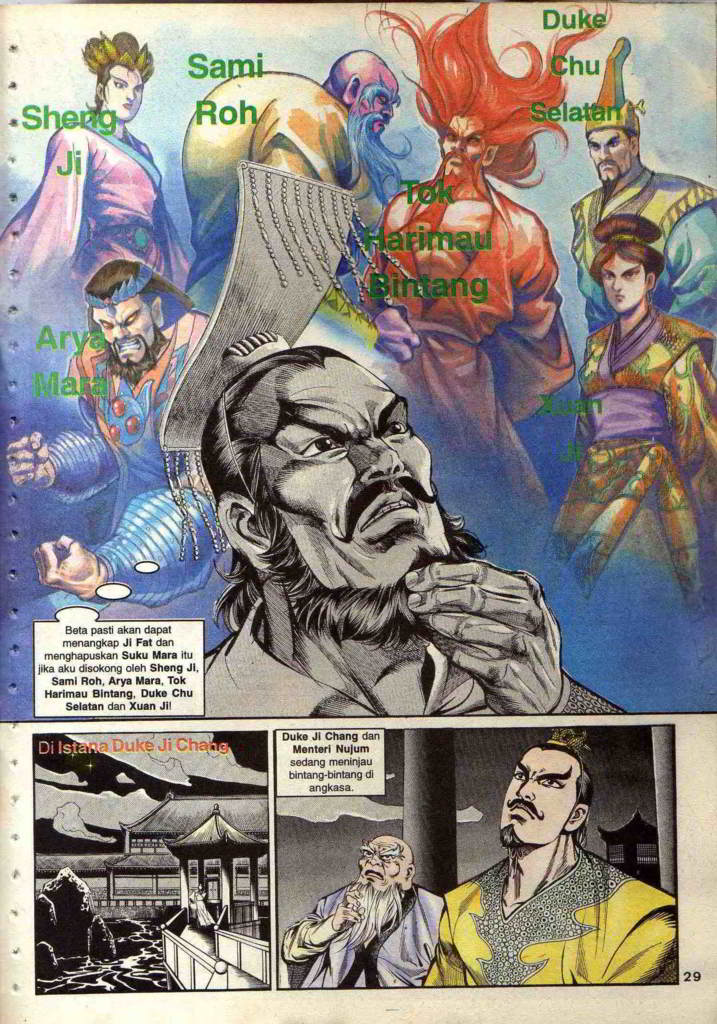 Duke
Chu
Selatan
Sami
Roh
Sheng
Ji
Tok
Harimau
Bintang
Arya
Mara
Xuan
Ji
Beta pasti akan dapat
menangkap Ji Fat dan
menghapuskan Suku Mara itu
jika aku disokong oleh Sheng Ji,
Sami Roh, Arya Mara, Tok
Harimau Bintang, Duke Chu
Selatan dan Xuan Ji!
Di Istana Duke Ji Chang
Duke Ji Chang dan
Menteri Nujum
sedang meninjau
bintang-bintang di
angkasa.
29